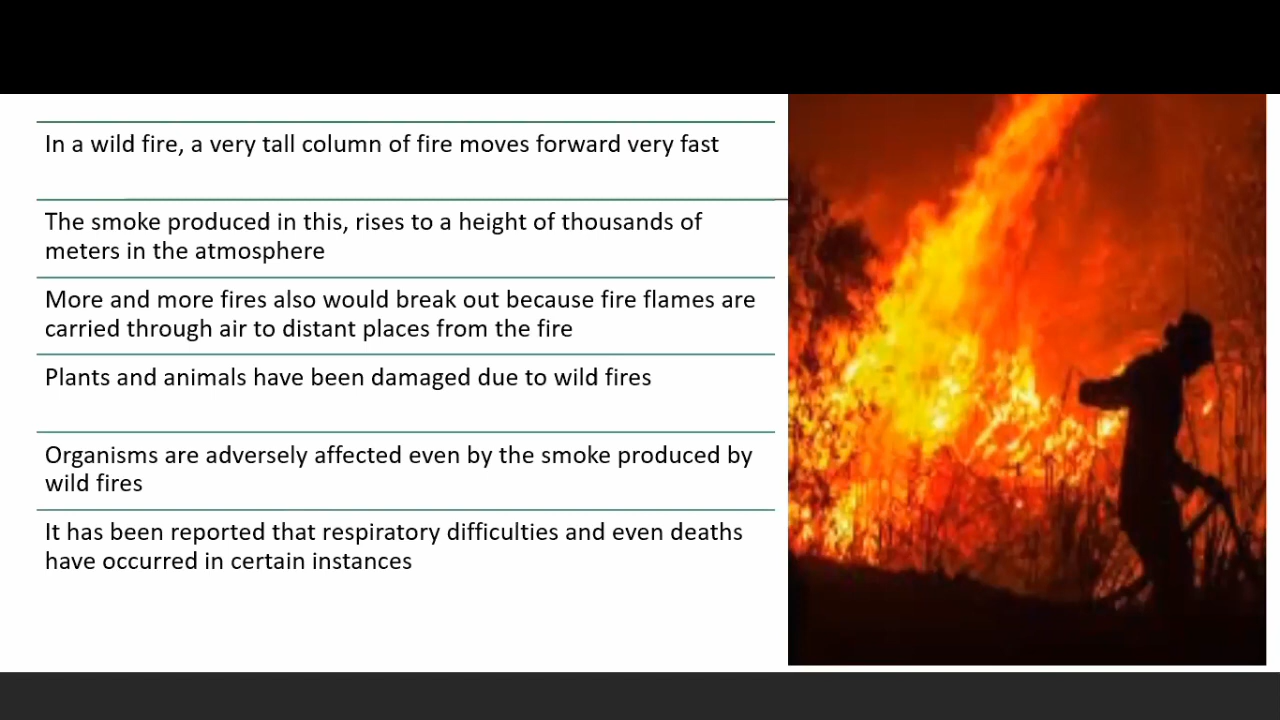 In a wild fire, a very tall column of fire moves forward very fast
The smoke produced in this, rises to a height of thousands of
meters in the atmosphere
More and more fires also would break out because fire flames are
carried through air to distant places from the fire
Plants and animals have been damaged due to wild fires
Organisms are adversely affected even by the smoke produced by
wild fires
It has been reported that respiratory difficulties and even deaths
have occurred in certain instances